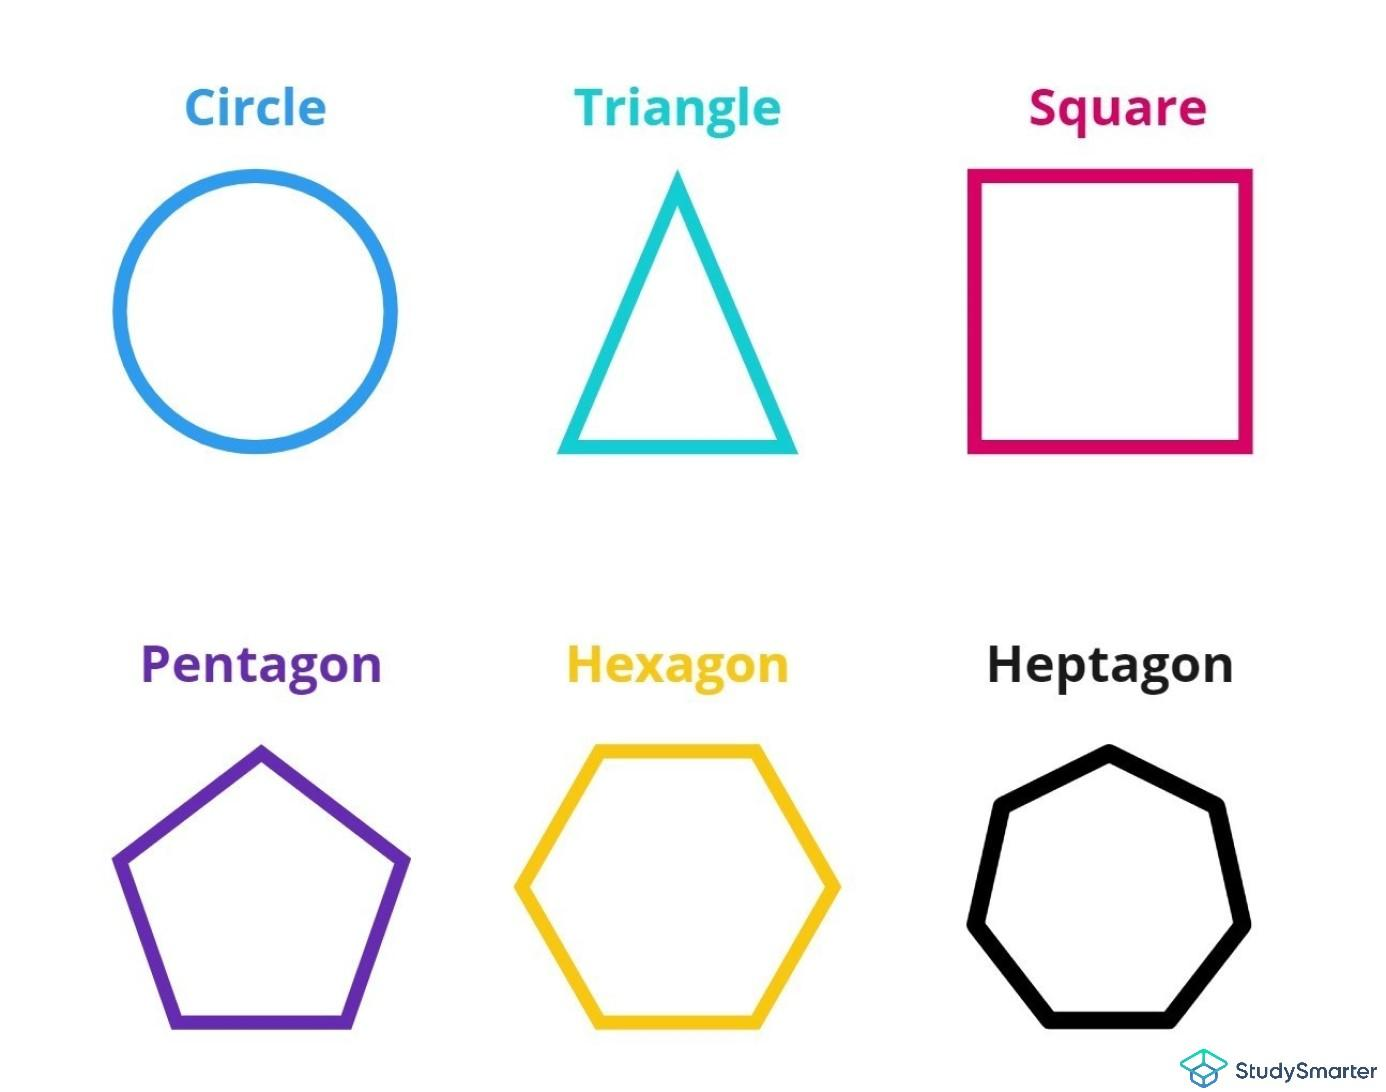 Circle
Triangle
Square
Pentagon
Hexagon
Heptagon
StudySmarter